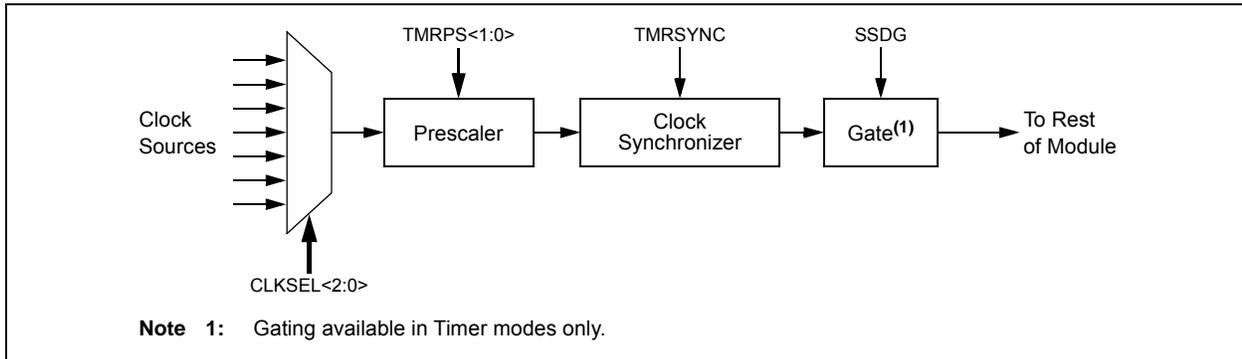 TMRPS<1:0>
TMRSYNC
SSDG
Clock
Sources
Prescaler
Clock
Synchronizer
Gate(1)
To Rest
of Module
CLKSEL<2:0>
Note 1: Gating available in Timer modes only.